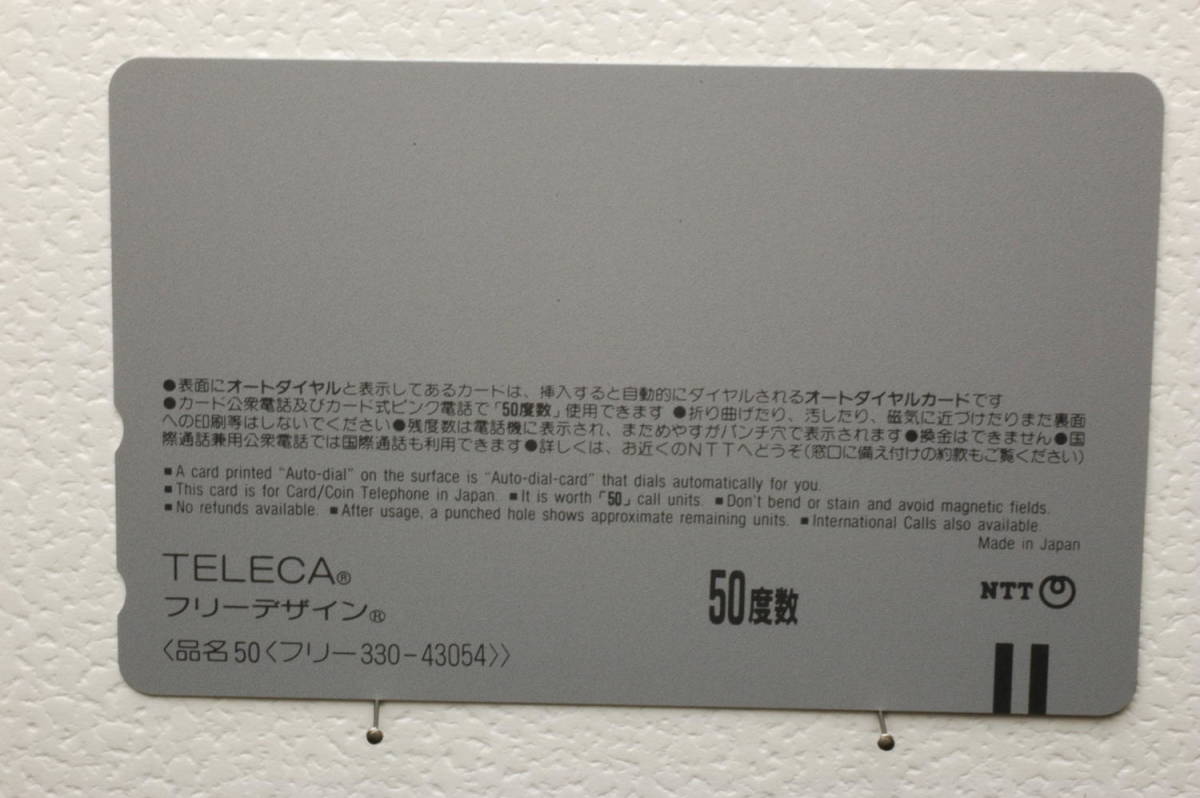 ●表面にオートダイヤルと表示してあるカードは、挿入すると自動的にダイヤルされるオートダイヤルカードです
●カード公衆電話及びカード式ピンク電話で「50度数」使用できます ●折り曲げたり、汚したり、磁気に近づけたりまた裏面
への印刷等はしないでください●残度数は電話機に表示され、まためやすがパンチ穴で表示されます●換金はできません●国
際通話兼用公衆電話では国際通話も利用できます●詳しくは、お近くのNTTへどうぞ(窓口に備え付けの約款もご覧ください)
■A card printed "Auto-dial" on the surface is "Auto-dial-card" that dials automatically for you.
■This card is for Card/Coin Telephone in Japan. ■It is worth「50」call units. ■Don't bend or stain and avoid magnetic fields.
■No refunds available. ■After usage, a punched hole shows approximate remaining units. ■International Calls also available.
Made in Japan
TELECA®
フリーデザイン®
50度数
NTT
〈品名50〈フリー330-43054〉〉